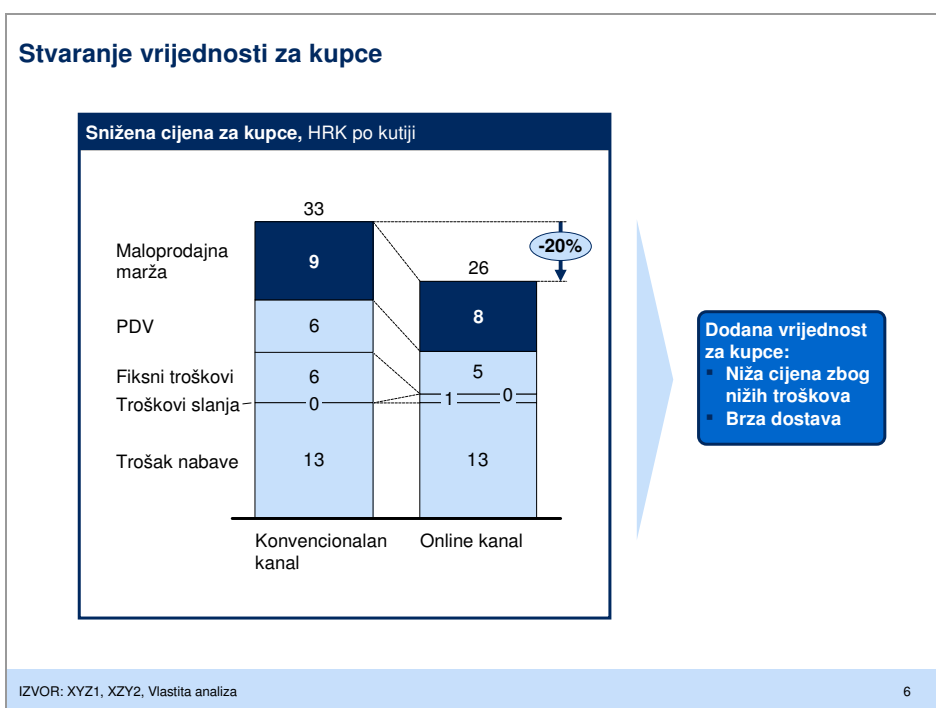 Stvaranje vrijednosti za kupce
Snižena cijena za kupce, HRK po kutiji
33
Maloprodajna
marža
9
-20%
26
8
PDV
6
Fiksni troškovi
6
5
Troškovi slanja
0
1
0
Trošak nabave
13
13
Konvencionalan
kanal
Online kanal
Dodana vrijednost
za kupce:
▪ Niža cijena zbog
nižih troškova
▪ Brza dostava
IZVOR: XYZ1, XZY2, Vlastita analiza
6